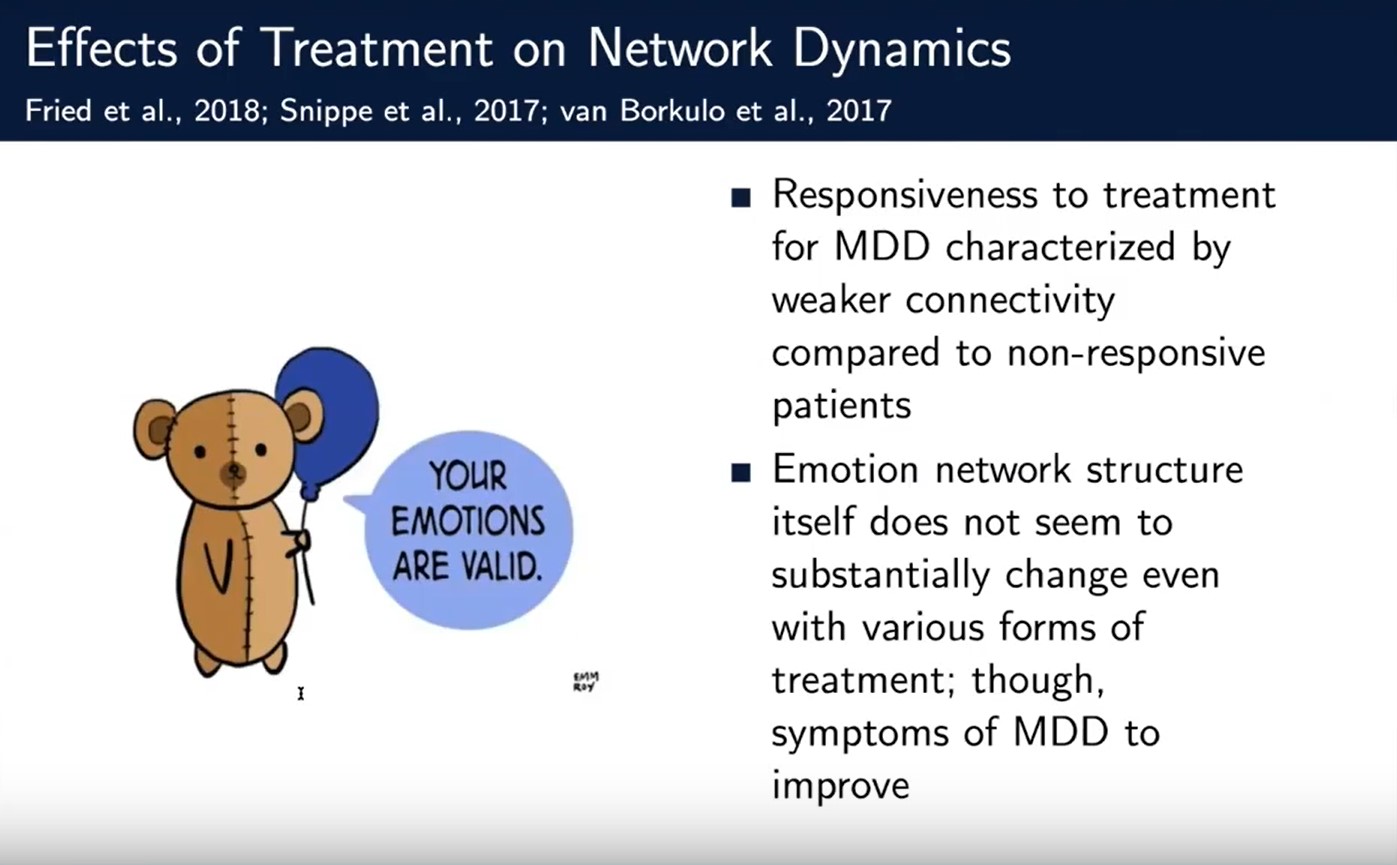 Effects of Treatment on Network Dynamics
Fried et al., 2018; Snippe et al., 2017; van Borkulo et al., 2017
YOUR
EMOTIONS
ARE VALID.
EMM
ROY
■ Responsiveness to treatment
for MDD characterized by
weaker connectivity
compared to non-responsive
patients
■ Emotion network structure
itself does not seem to
substantially change even
with various forms of
treatment; though,
symptoms of MDD to
improve